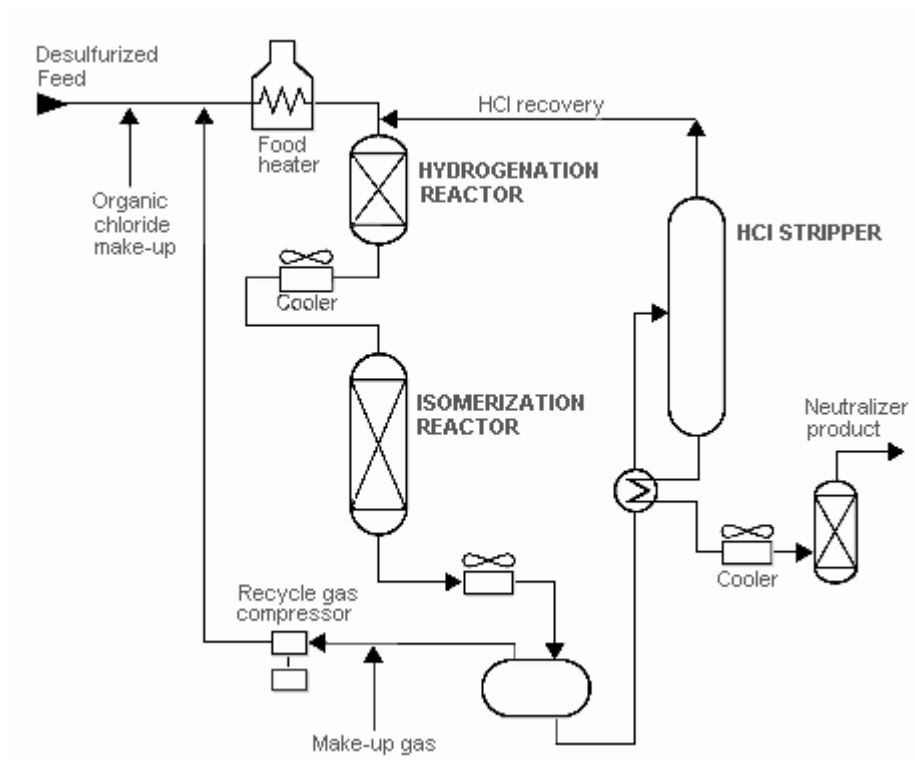 Desulfurized
Feed
HCl recovery
Food
heater
HYDROGENATION
REACTOR
Organic
chloride
make-up
HCl STRIPPER
Cooler
ISOMERIZATION
REACTOR
Neutralizer
product
Cooler
Recycle gas
compressor
Make-up gas